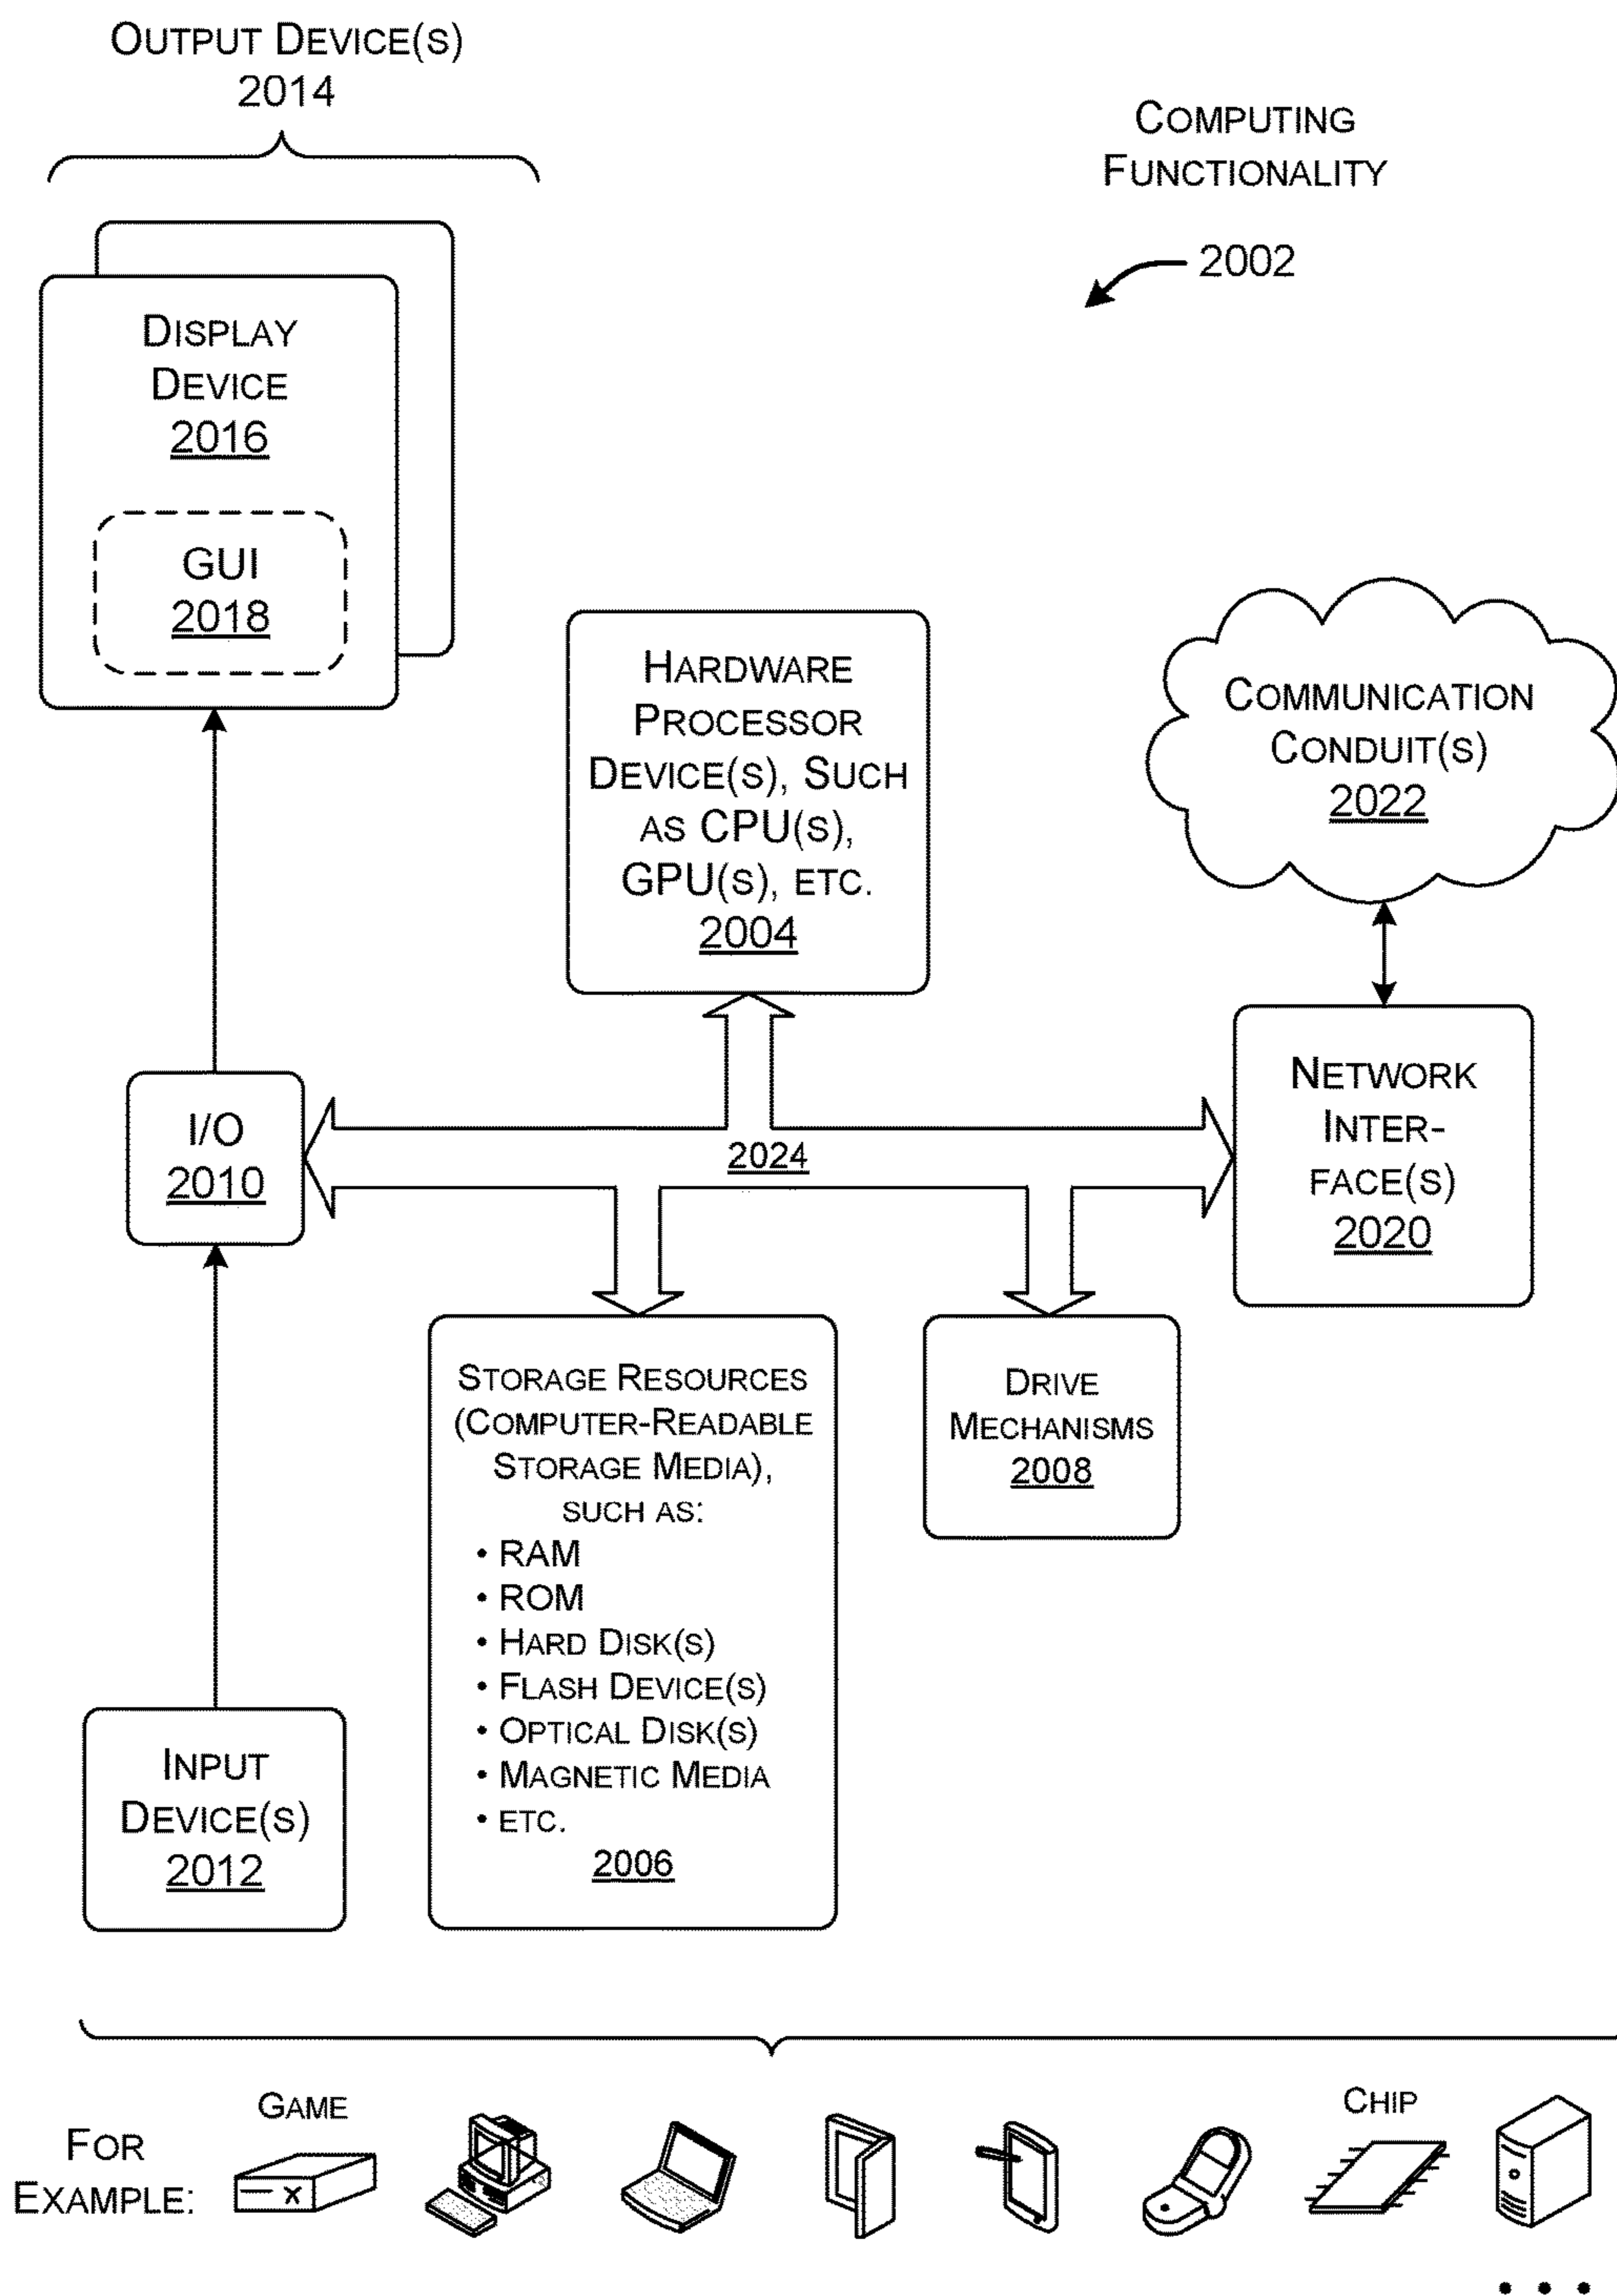 OUTPUT DEVICE(S)
2014
COMPUTING
FUNCTIONALITY
2002
DISPLAY
DEVICE
2016
GUI
2018
HARDWARE
PROCESSOR
DEVICE(S), SUCH
AS CPU(S),
GPU(S), ETC.
2004
COMMUNICATION
CONDUIT(S)
2022
I/O
2010
2024
NETWORK
INTER-
FACE(S)
2020
STORAGE RESOURCES
(COMPUTER-READABLE
STORAGE MEDIA),
SUCH AS:
• RAM
• ROM
• HARD DISK(S)
• FLASH DEVICE(S)
• OPTICAL DISK(S)
• MAGNETIC MEDIA
• ETC.
2006
DRIVE
MECHANISMS
2008
INPUT
DEVICE(S)
2012
FOR
EXAMPLE:
GAME
X
CHIP
• • •